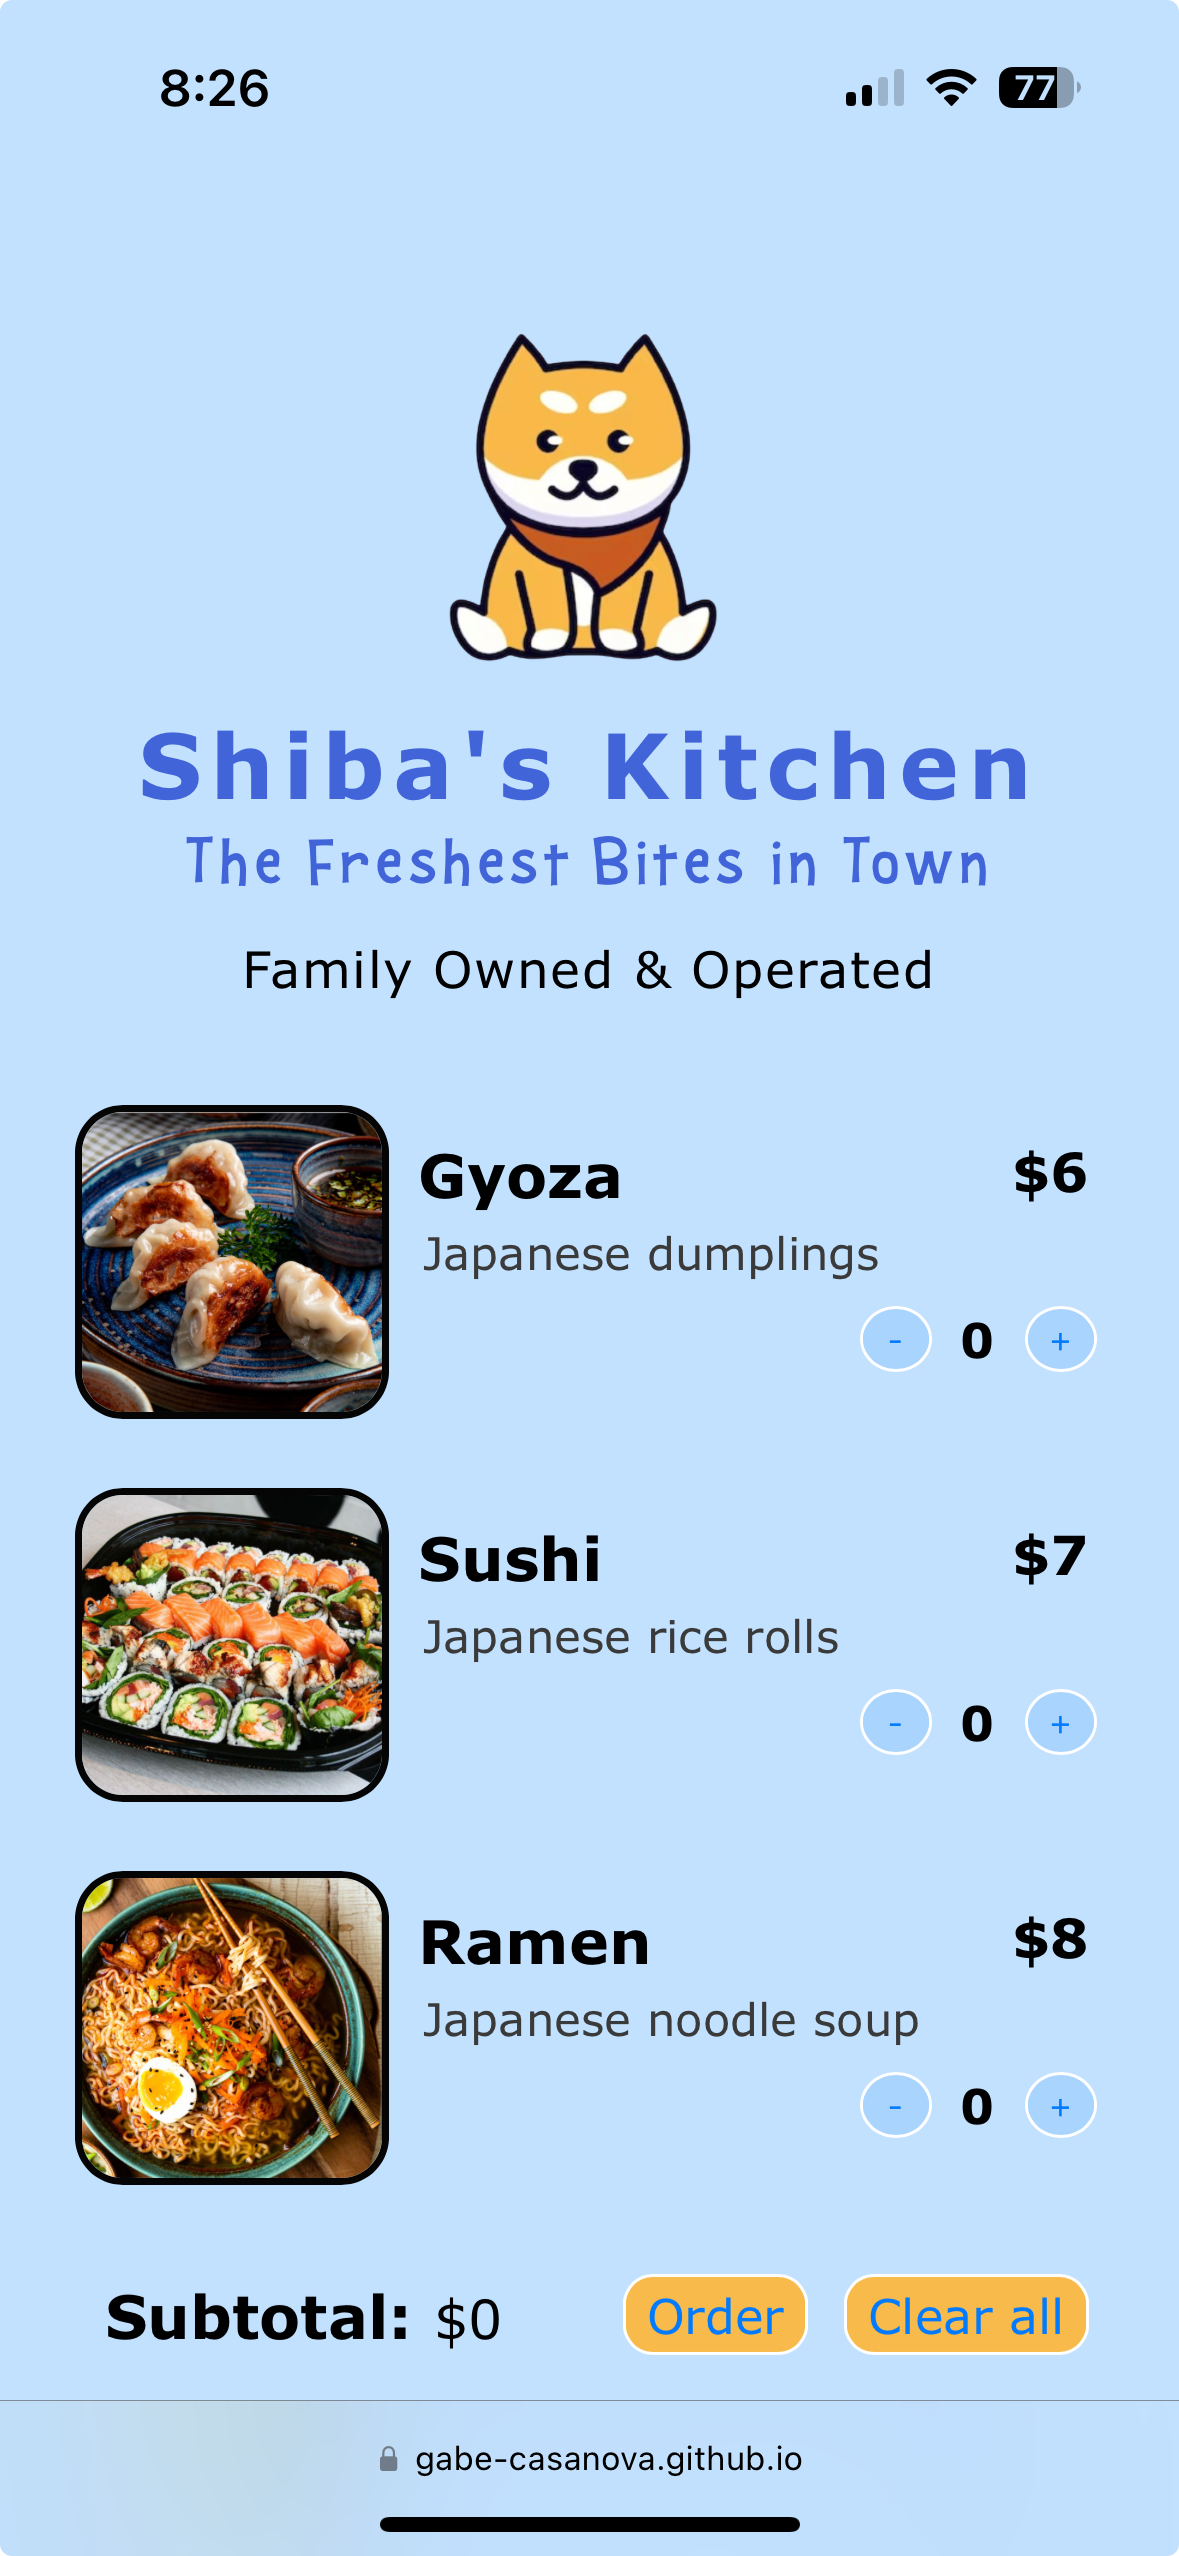 8:26 77
Shiba's Kitchen
The Freshest Bites in Town
Family Owned & Operated
Gyoza $6
Japanese dumplings
- 0 +
Sushi $7
Japanese rice rolls
- 0 +
Ramen $8
Japanese noodle soup
- 0 +
Subtotal: $0 Order Clear all
gabe-casanova.github.io